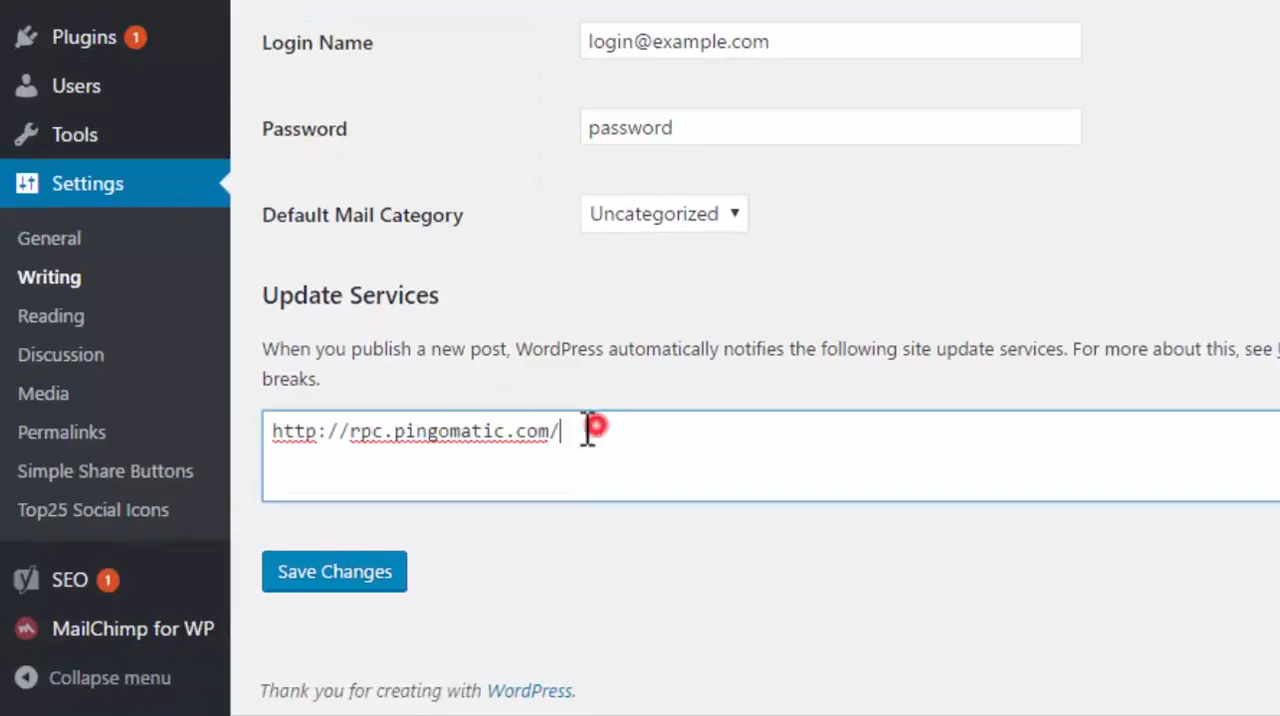 Plugins 1
Users
Tools
Settings
General
Writing
Reading
Discussion
Media
Permalinks
Simple Share Buttons
Top25 Social Icons
SEO 1
MailChimp for WP
Collapse menu
Login Name
login@example.com
Password
password
Default Mail Category
Uncategorized
Update Services
When you publish a new post, WordPress automatically notifies the following site update services. For more about this, see
breaks.
http://rpc.pingomatic.com/
Save Changes
Thank you for creating with WordPress.